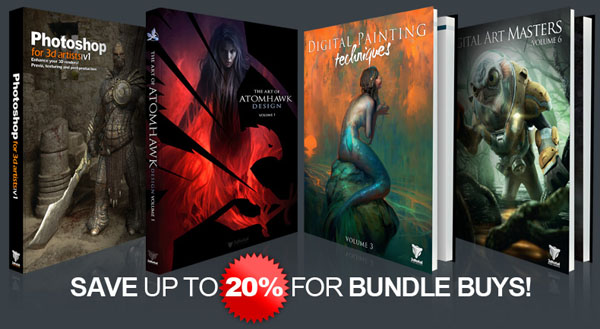 Photoshop
for 3d artists|v1
Enhance your 3D renders!
Previz, texturing and post-production
Photoshop for 3d artists|v1
THE ART OF ATOMHAWK DESIGN VOLUME 1
THE ART OF
ATOMHAWK
DESIGN
VOLUME 1
DIGITAL PAINTING
techniques
VOLUME 3
DIGITAL ART MASTERS
VOLUME 6
SAVE UP TO 20% FOR BUNDLE BUYS!